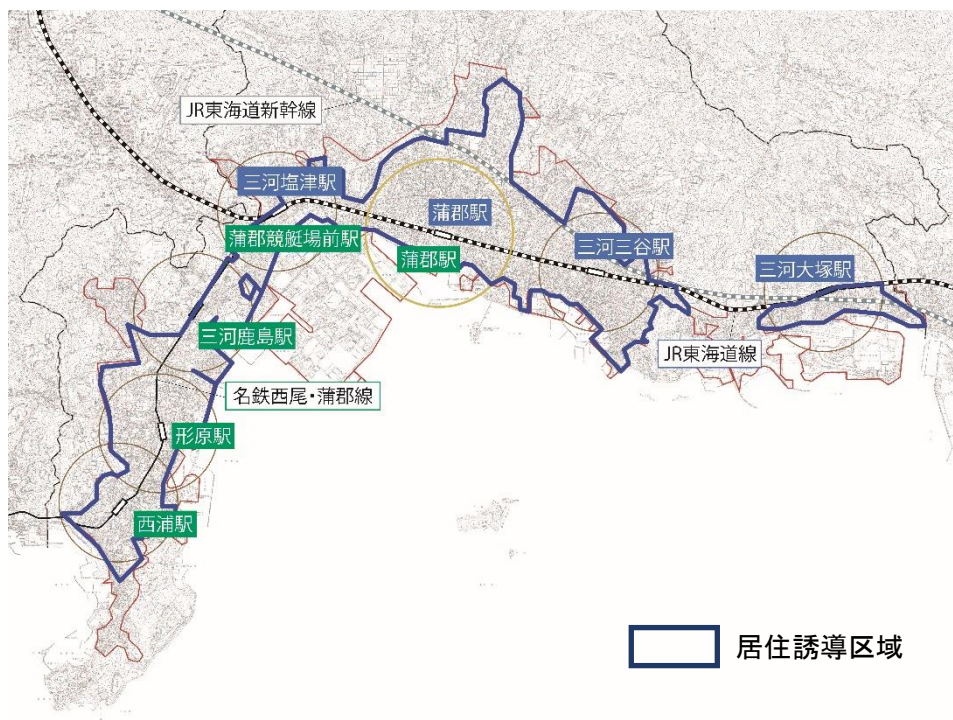 JR東海道新幹線
三河塩津駅
蒲郡駅
蒲郡競艇場前駅
蒲郡駅
三河三谷駅
三河大塚駅
三河鹿島駅
JR東海道線
名鉄西尾・蒲郡線
形原駅
西浦駅
居住誘導区域